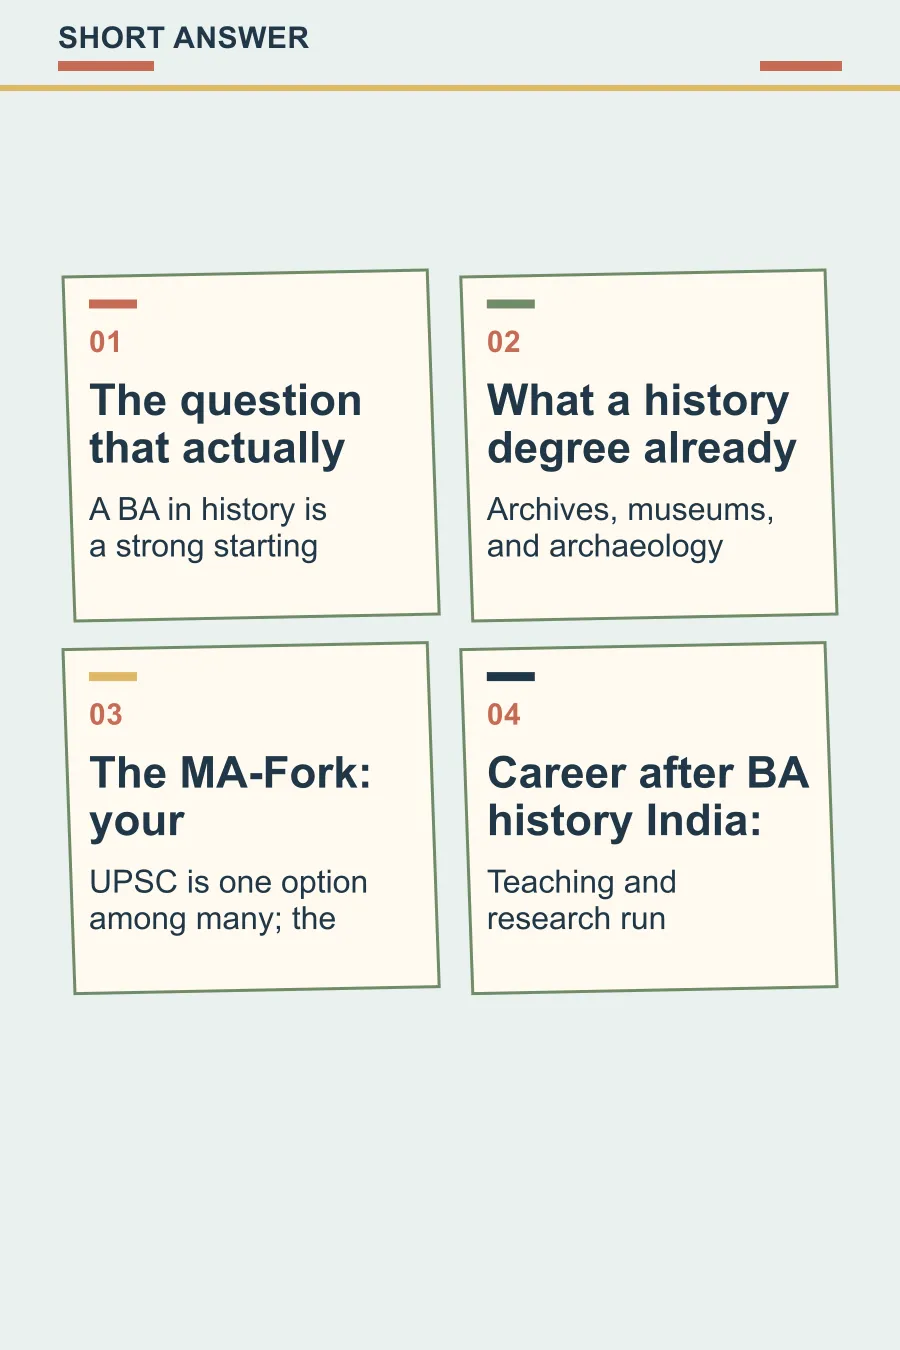 SHORT ANSWER
01
The question
that actually
A BA in history is
a strong starting
02
What a history
degree already
Archives, museums,
and archaeology
03
The MA-Fork:
your
UPSC is one option
among many; the
04
Career after BA
history India:
Teaching and
research run